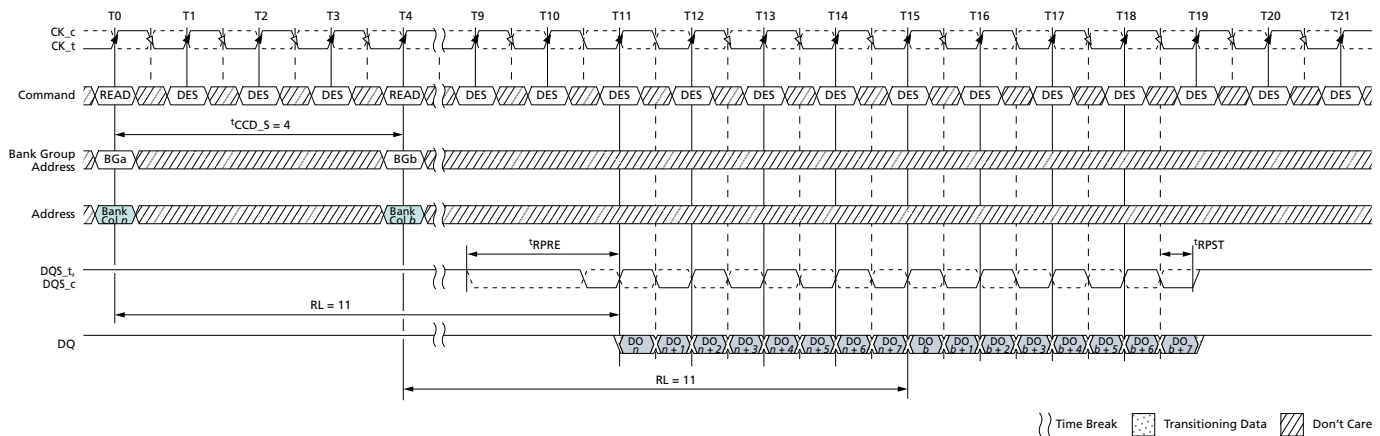 T0 T1 T2 T3 T4 T9 T10 T11 T12 T13 T14 T15 T16 T17 T18 T19 T20 T21
CK_c
CK_t
Command READ DES DES DES READ DES DES DES DES DES DES DES DES DES DES DES DES DES
tCCD_S = 4
Bank Group
Address
BGa BGb
Address
Bank
Col n
Bank
Col b
tRPRE tRPST
DQS_t,
DQS_c
RL = 11
DQ
DO DO DO DO DO DO DO DO DO DO DO DO DO DO DO DO
n n + 1 n + 2 n + 3 n + 4 n + 5 n + 6 n + 7 b b + 1 b + 2 b + 3 b + 4 b + 5 b + 6 b + 7
RL = 11
Time Break Transitioning Data Don't Care